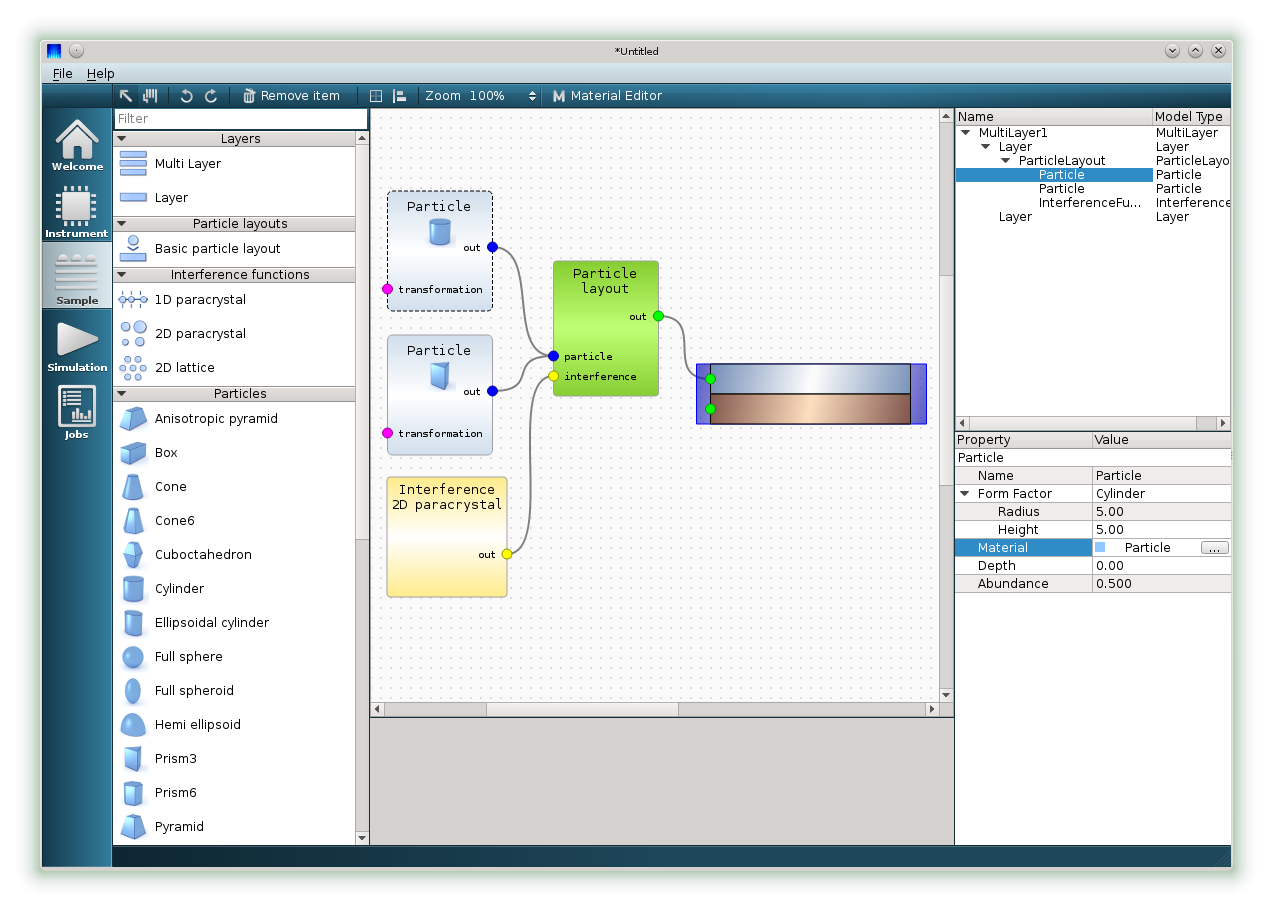 *Untitled
File Help
Remove item Zoom 100% M Material Editor
Welcome
Instrument
Sample
Simulation
Jobs
Filter
Layers
Multi Layer
Layer
Particle layouts
Basic particle layout
Interference functions
1D paracrystal
2D paracrystal
2D lattice
Particles
Anisotropic pyramid
Box
Cone
Cone6
Cuboctahedron
Cylinder
Ellipsoidal cylinder
Full sphere
Full spheroid
Hemi ellipsoid
Prism3
Prism6
Pyramid
Particle
out
transformation
Particle
out
transformation
Interference
2D paracrystal
out
Particle
layout
out
particle
interference
Name Model Type
MultiLayer1 MultiLayer
Layer Layer
ParticleLayout ParticleLayo
Particle Particle
Particle Particle
InterferenceFu... Interference
Layer Layer
Property Value
Particle
Name Particle
Form Factor Cylinder
Radius 5.00
Height 5.00
Material Particle ...
Depth 0.00
Abundance 0.500